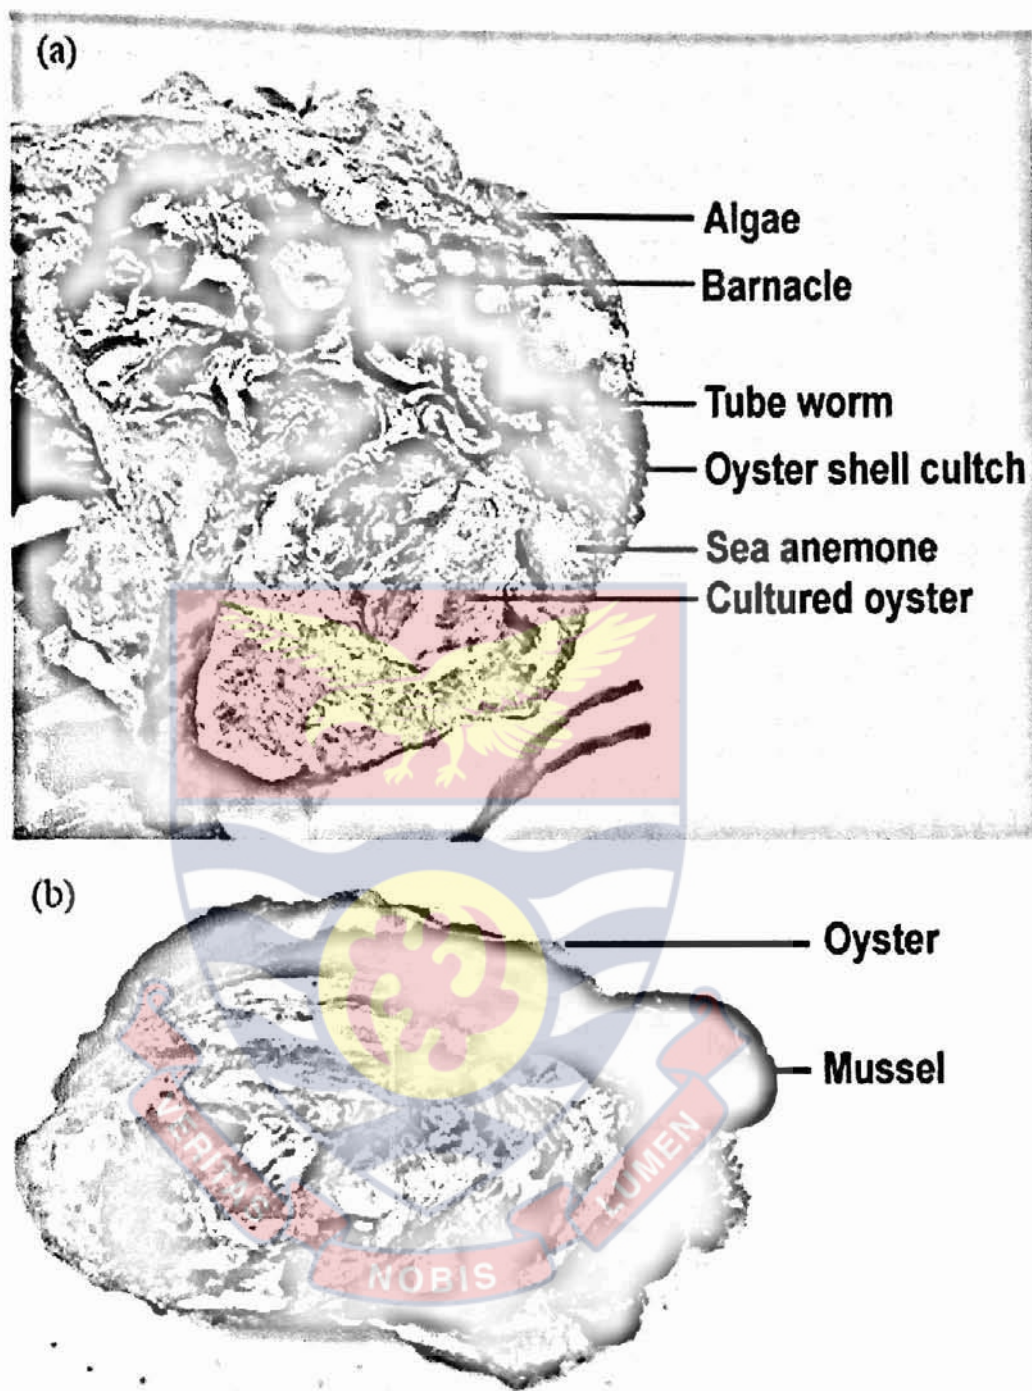 (a)
Algae
Barnacle
Tube worm
Oyster shell cultch
Sea anemone
Cultured oyster
(b)
Oyster
Mussel
VERITAS
NOBIS
LUMEN